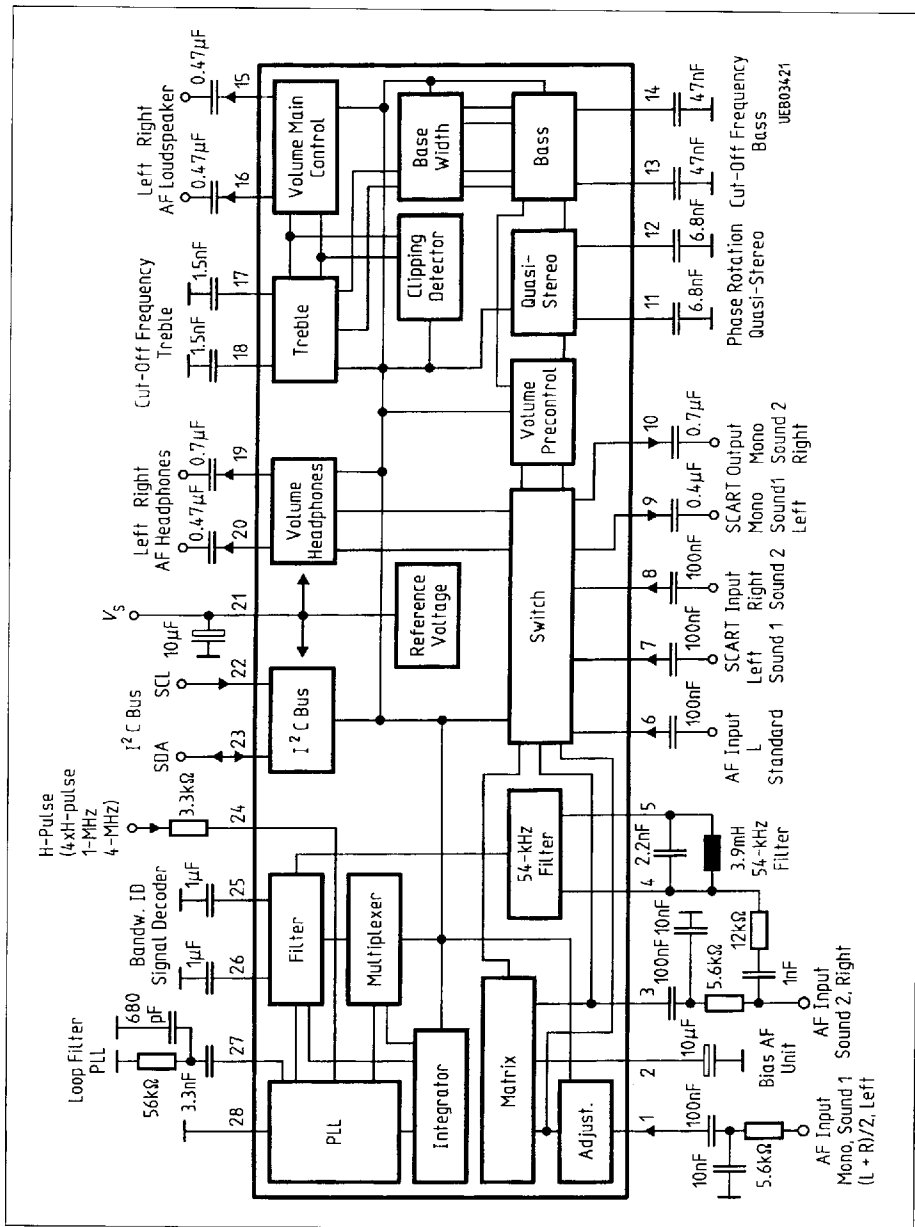 Loop Filter
PLL
Bandw. ID
Signal Decoder
H-Pulse
(4xH-pulse
1-MHz
4-MHz)
I²C Bus
SDA
SCL
V_S
Left Right
AF Headphones
Cut-Off Frequency
Treble
Left Right
AF Loudspeaker
56kΩ
680
pF
3.3nF
1µF
1µF
3.3kΩ
10µF
0.47µF
0.7µF
1.5nF
1.5nF
0.47µF
0.47µF
28
27
26
25
24
23
22
21
20
19
18
17
16
15
PLL
Filter
Multiplexer
Integrator
I²C Bus
Reference
Voltage
Volume
Headphones
Treble
Clipping
Detector
Volume Main
Control
Base
Width
Matrix
Adjust.
54-kHz
Filter
Switch
Volume
Precontrol
Quasi-
Stereo
Bass
1
2
3
4
5
6
7
8
9
10
11
12
13
14
100nF
10nF
5.6kΩ
10µF
100nF
10nF
5.6kΩ
12kΩ
1nF
2.2nF
3.9mH
54-kHz
Filter
100nF
100nF
100nF
0.4µF
0.7µF
6.8nF
6.8nF
47nF
47nF
AF Input
Mono, Sound 1
(L + R)/2, Left
Bias AF
Unit
AF Input
Sound 2, Right
AF Input
L
Standard
SCART Input
Left Right
Sound 1 Sound 2
SCART Output
Mono Mono
Sound1 Sound 2
Left Right
Phase Rotation
Quasi-Stereo
Cut-Off Frequency
Bass
UEB03421